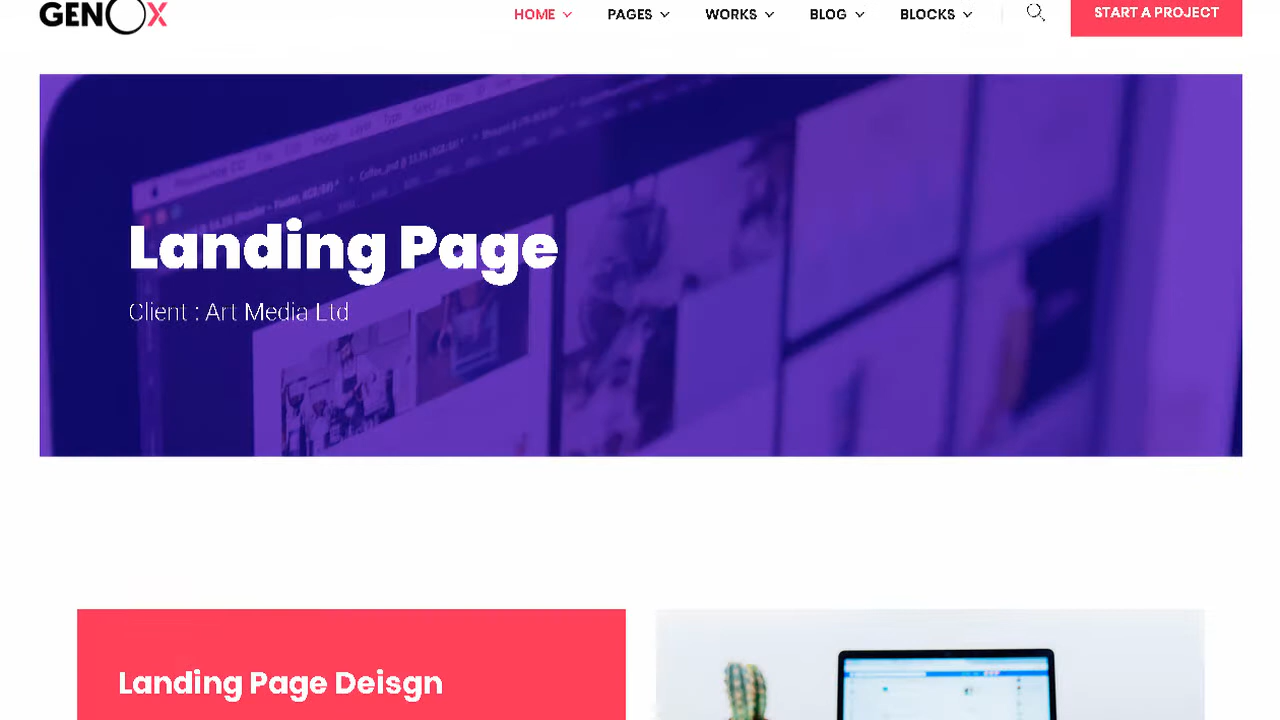 GENOX
HOME PAGES WORKS BLOG BLOCKS START A PROJECT
Landing Page
Client : Art Media Ltd
Landing Page Deisgn